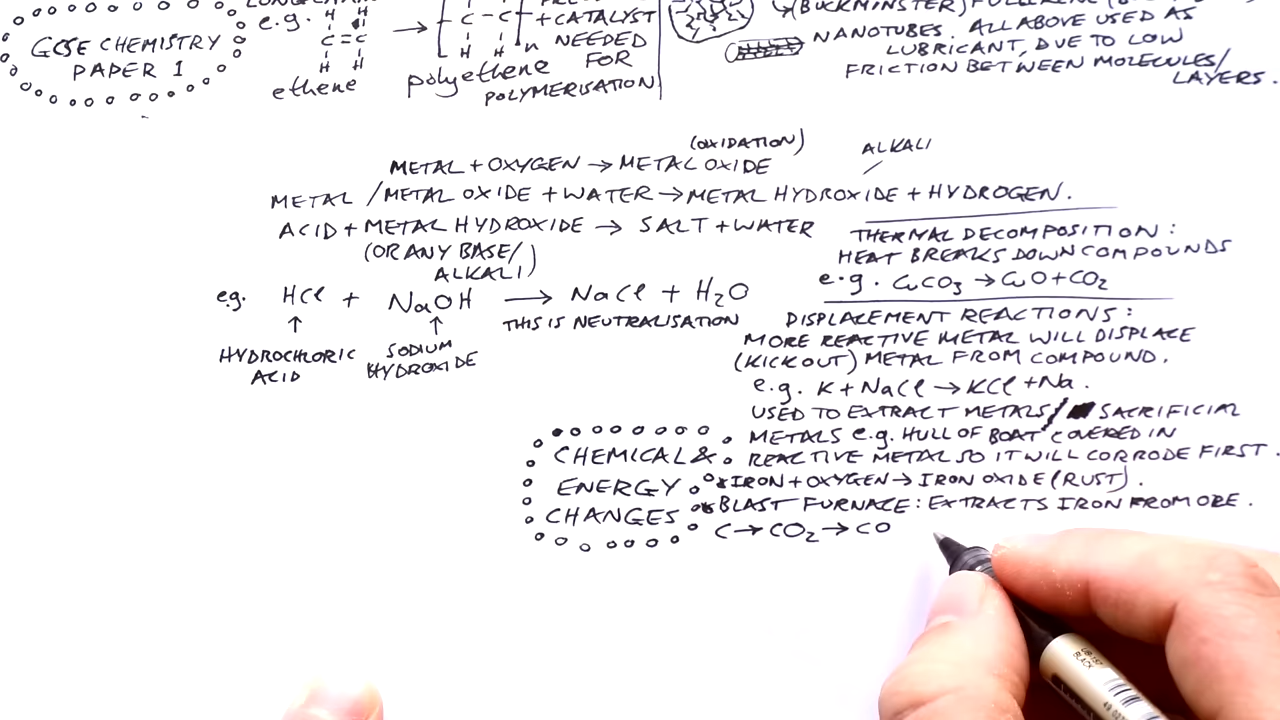 GCSE CHEMISTRY
PAPER 1
e.g.
H H
C=C
H H
ethene
→
C-C
H H
n
polyethene
+CATALYST
NEEDED
FOR
POLYMERISATION
NANOTUBES. ALL ABOVE USED AS
LUBRICANT, DUE TO LOW
FRICTION BETWEEN MOLECULES/
LAYERS.
(OXIDATION)
METAL + OXYGEN → METAL OXIDE
ALKALI
METAL / METAL OXIDE + WATER → METAL HYDROXIDE + HYDROGEN.
ACID + METAL HYDROXIDE → SALT + WATER
(OR ANY BASE/
ALKALI)
e.g. HCl + NaOH → NaCl + H₂O
↑ ↑
THIS IS NEUTRALISATION
HYDROCHLORIC
ACID
SODIUM
HYDROXIDE
THERMAL DECOMPOSITION:
HEAT BREAKS DOWN COMPOUNDS
e.g. CuCO₃ → CuO + CO₂
DISPLACEMENT REACTIONS:
MORE REACTIVE METAL WILL DISPLACE
(KICK OUT) METAL FROM COMPOUND.
e.g. K + NaCl → KCl + Na.
USED TO EXTRACT METALS/ SACRIFICIAL
METALS e.g. HULL OF BOAT COVERED IN
REACTIVE METAL SO IT WILL CORRODE FIRST.
IRON + OXYGEN → IRON OXIDE (RUST).
BLAST FURNACE: EXTRACTS IRON FROM ORE.
C → CO₂ → CO
CHEMICAL &
ENERGY
CHANGES
BLACK